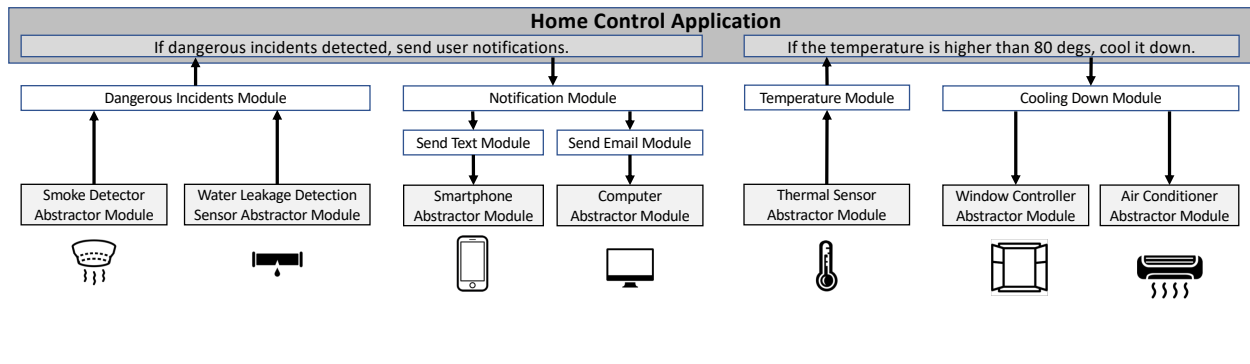 Home Control Application
If dangerous incidents detected, send user notifications.
If the temperature is higher than 80 degs, cool it down.
Dangerous Incidents Module
Notification Module
Temperature Module
Cooling Down Module
Send Text Module
Send Email Module
Smoke Detector
Abstractor Module
Water Leakage Detection
Sensor Abstractor Module
Smartphone
Abstractor Module
Computer
Abstractor Module
Thermal Sensor
Abstractor Module
Window Controller
Abstractor Module
Air Conditioner
Abstractor Module